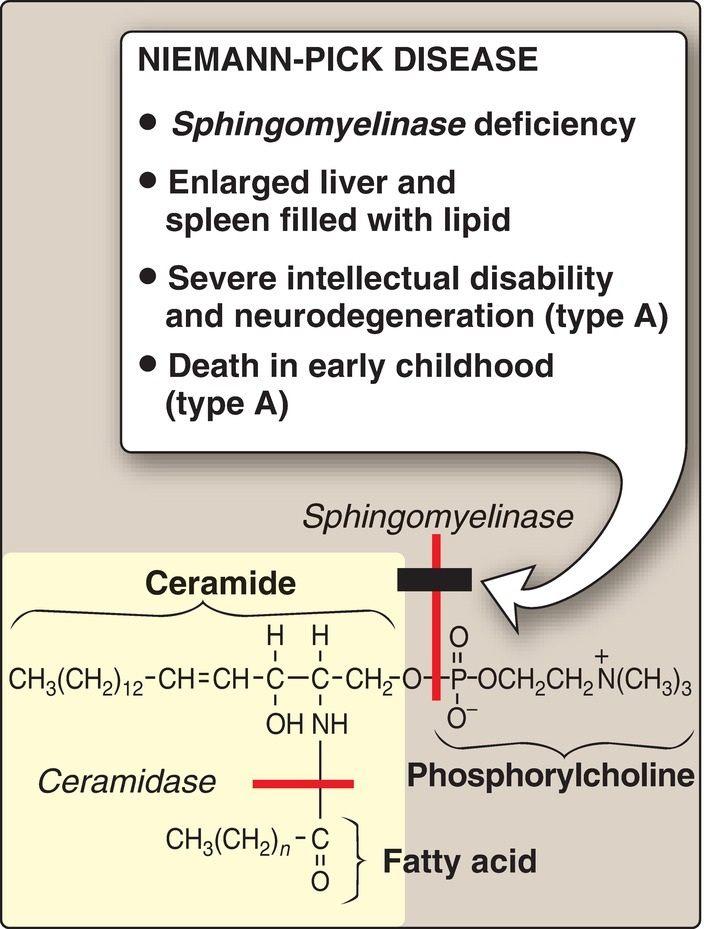 NIEMANN-PICK DISEASE
• Sphingomyelinase deficiency
• Enlarged liver and
spleen filled with lipid
• Severe intellectual disability
and neurodegeneration (type A)
• Death in early childhood
(type A)
Sphingomyelinase
Ceramide
H H O
CH₃(CH₂)₁₂-CH=CH-C-C-CH₂-O-P-OCH₂CH₂N⁺(CH₃)₃
OH NH O⁻
Phosphorylcholine
Ceramidase
CH₃(CH₂)ₙ-C
Fatty acid
O